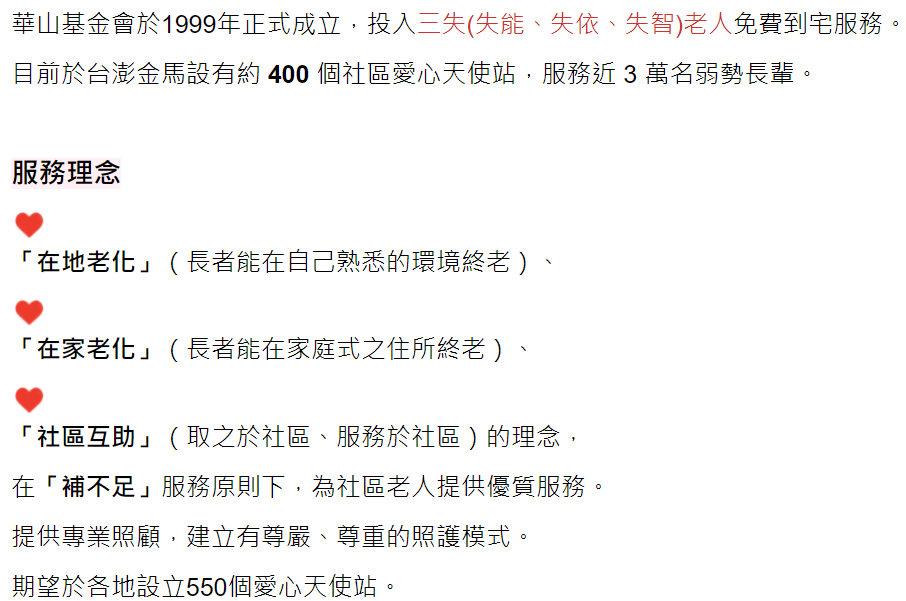 華山基金會於1999年正式成立，投入三失(失能、失依、失智)老人免費到宅服務。
目前於台澎金馬設有約 400 個社區愛心天使站，服務近 3 萬名弱勢長輩。
服務理念
「在地老化」（長者能在自己熟悉的環境終老）、
「在家老化」（長者能在家庭式之住所終老）、
「社區互助」（取之於社區、服務於社區）的理念，
在「補不足」服務原則下，為社區老人提供優質服務。
提供專業照顧，建立有尊嚴、尊重的照護模式。
期望於各地設立550個愛心天使站。